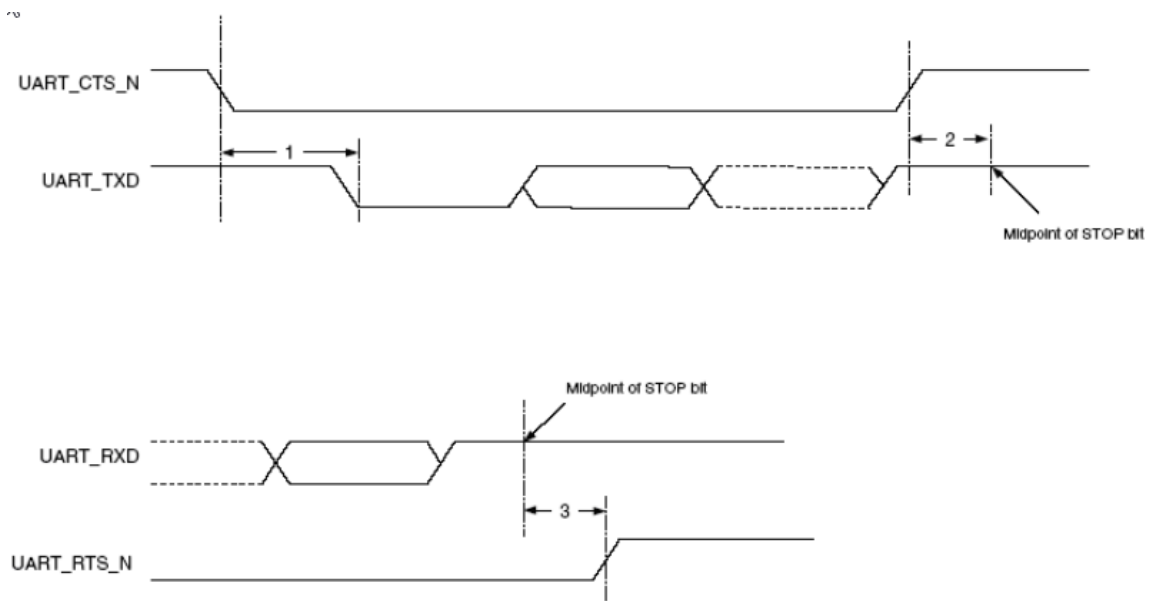 UART_CTS_N
1
2
UART_TXD
Midpoint of STOP bit
Midpoint of STOP bit
UART_RXD
3
UART_RTS_N